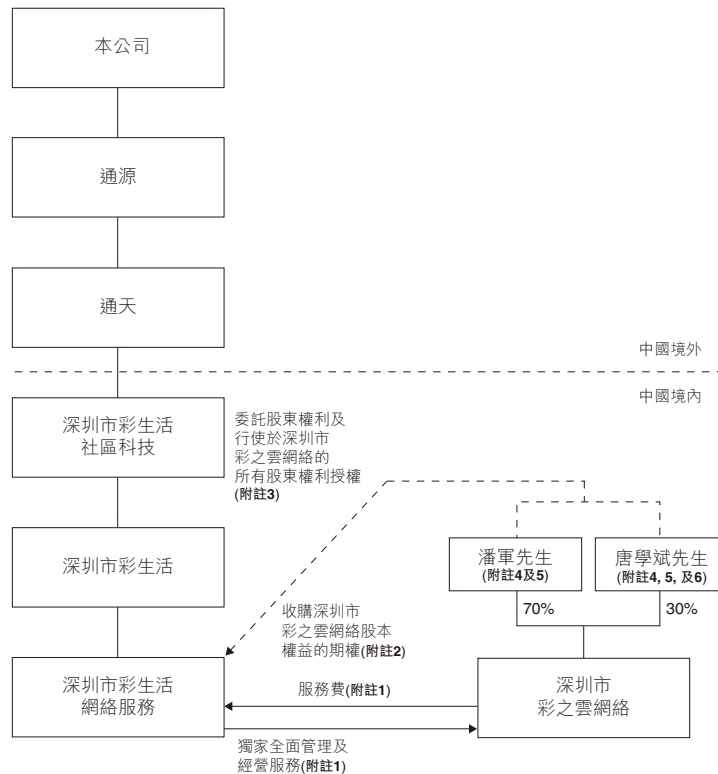 本公司
通源
通天
中國境外
中國境內
深圳市彩生活
社區科技
委託股東權利及
行使於深圳市
彩之雲網絡的
所有股東權利授權
(附註3)
深圳市彩生活
潘軍先生
(附註4及5)
唐學斌先生
(附註4, 5, 及6)
70%
30%
收購深圳市
彩之雲網絡股本
權益的期權(附註2)
深圳市彩生活
網絡服務
服務費(附註1)
深圳市
彩之雲網絡
獨家全面管理及
經營服務(附註1)